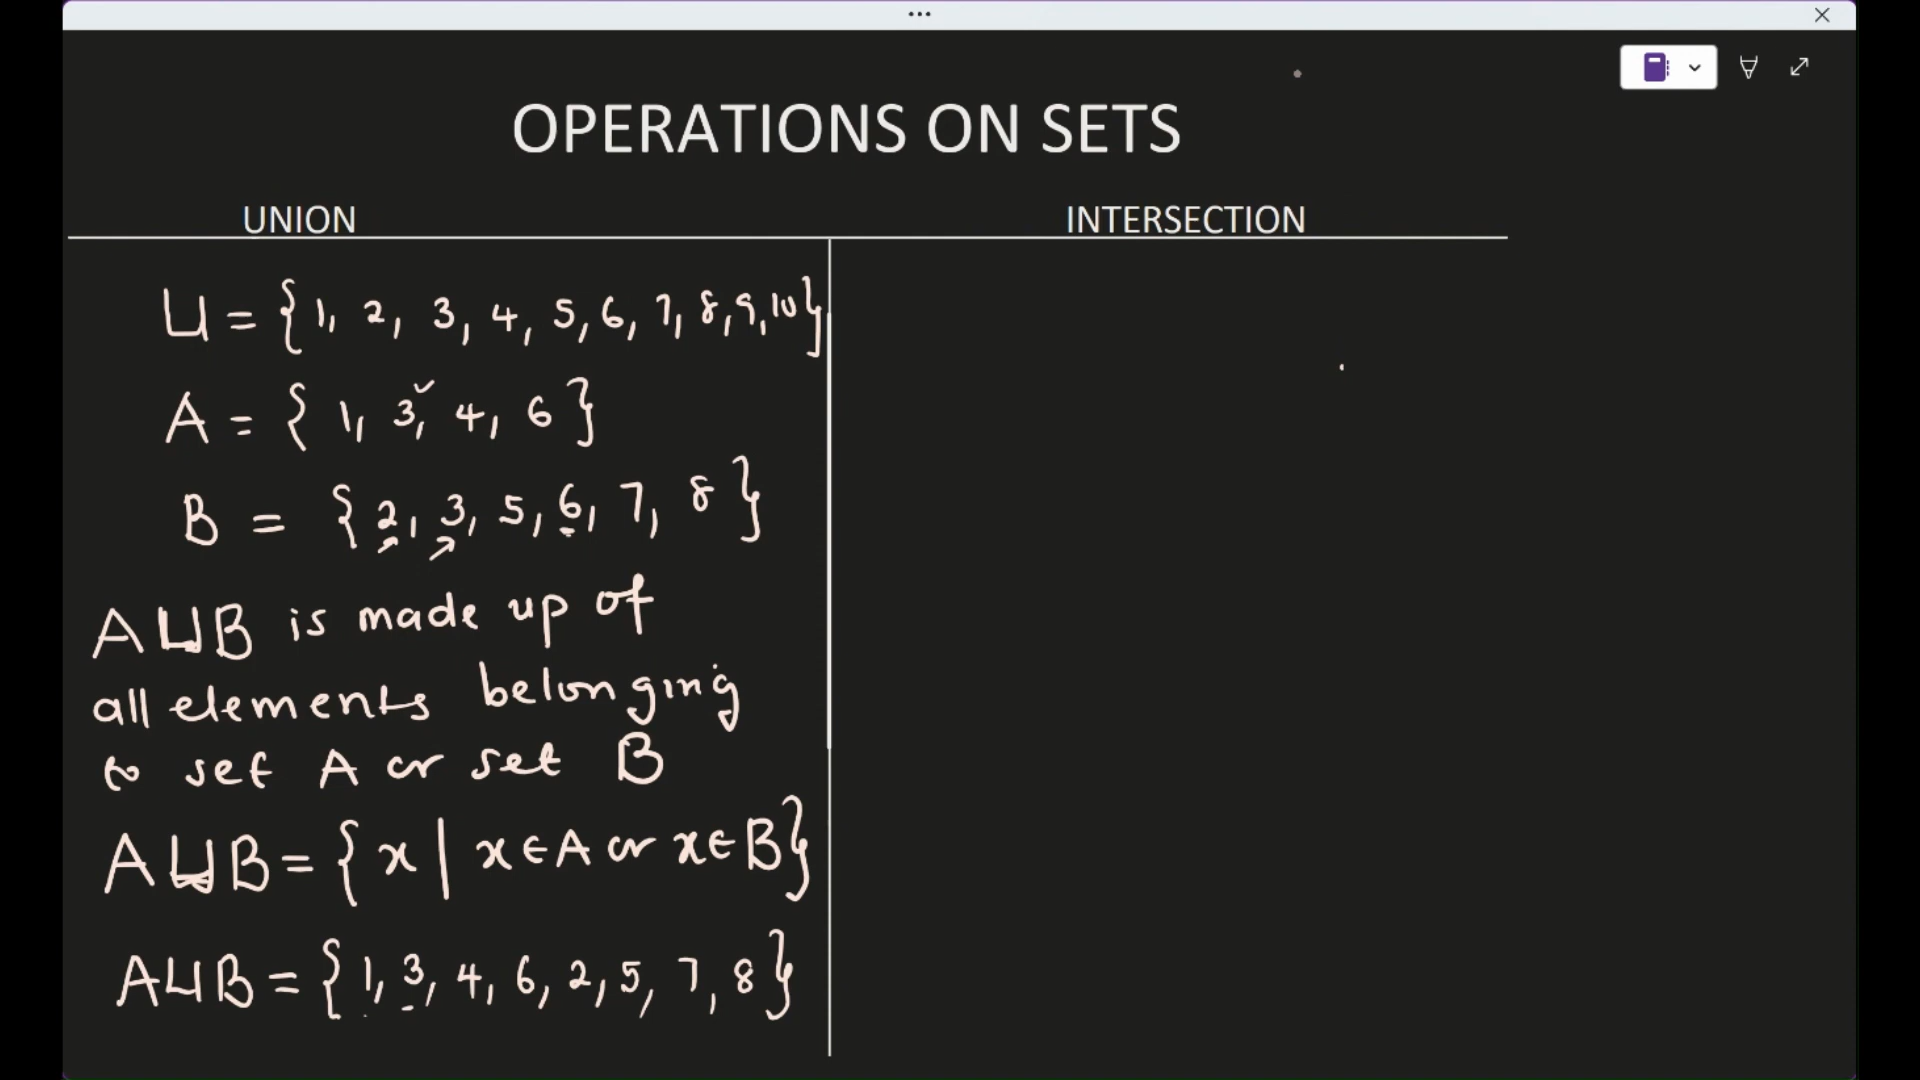 OPERATIONS ON SETS
UNION
INTERSECTION
U = {1, 2, 3, 4, 5, 6, 7, 8, 9, 10}
A = {1, 3, 4, 6}
B = {2, 3, 5, 6, 7, 8}
A∪B is made up of
all elements belonging
to set A or set B
A∪B = {x | x∈A or x∈B}
A∪B = {1, 3, 4, 6, 2, 5, 7, 8}